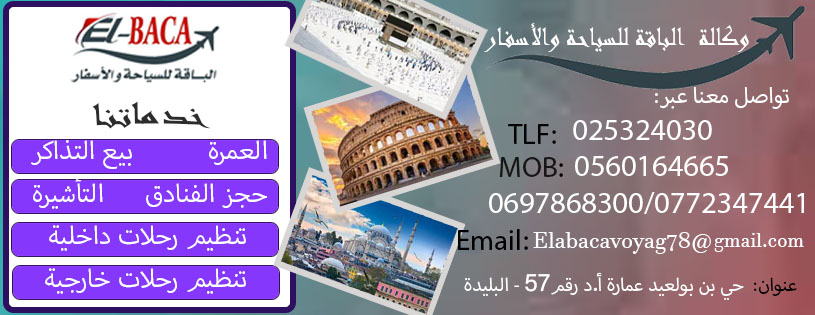 EL-BACA
الباقة للسياحة والأسفار
خدماتنا
العمرة بيع التذاكر
حجز الفنادق التأشيرة
تنظيم رحلات داخلية
تنظيم رحلات خارجية
وكالة الباقة للسياحة والأسفار
تواصل معنا عبر:
TLF: 025324030
MOB: 0560164665
0697868300/0772347441
Email: Elabacavoyag78@gmail.com
عنوان: حي بن بولعيد عمارة أ.د رقم57 - البليدة